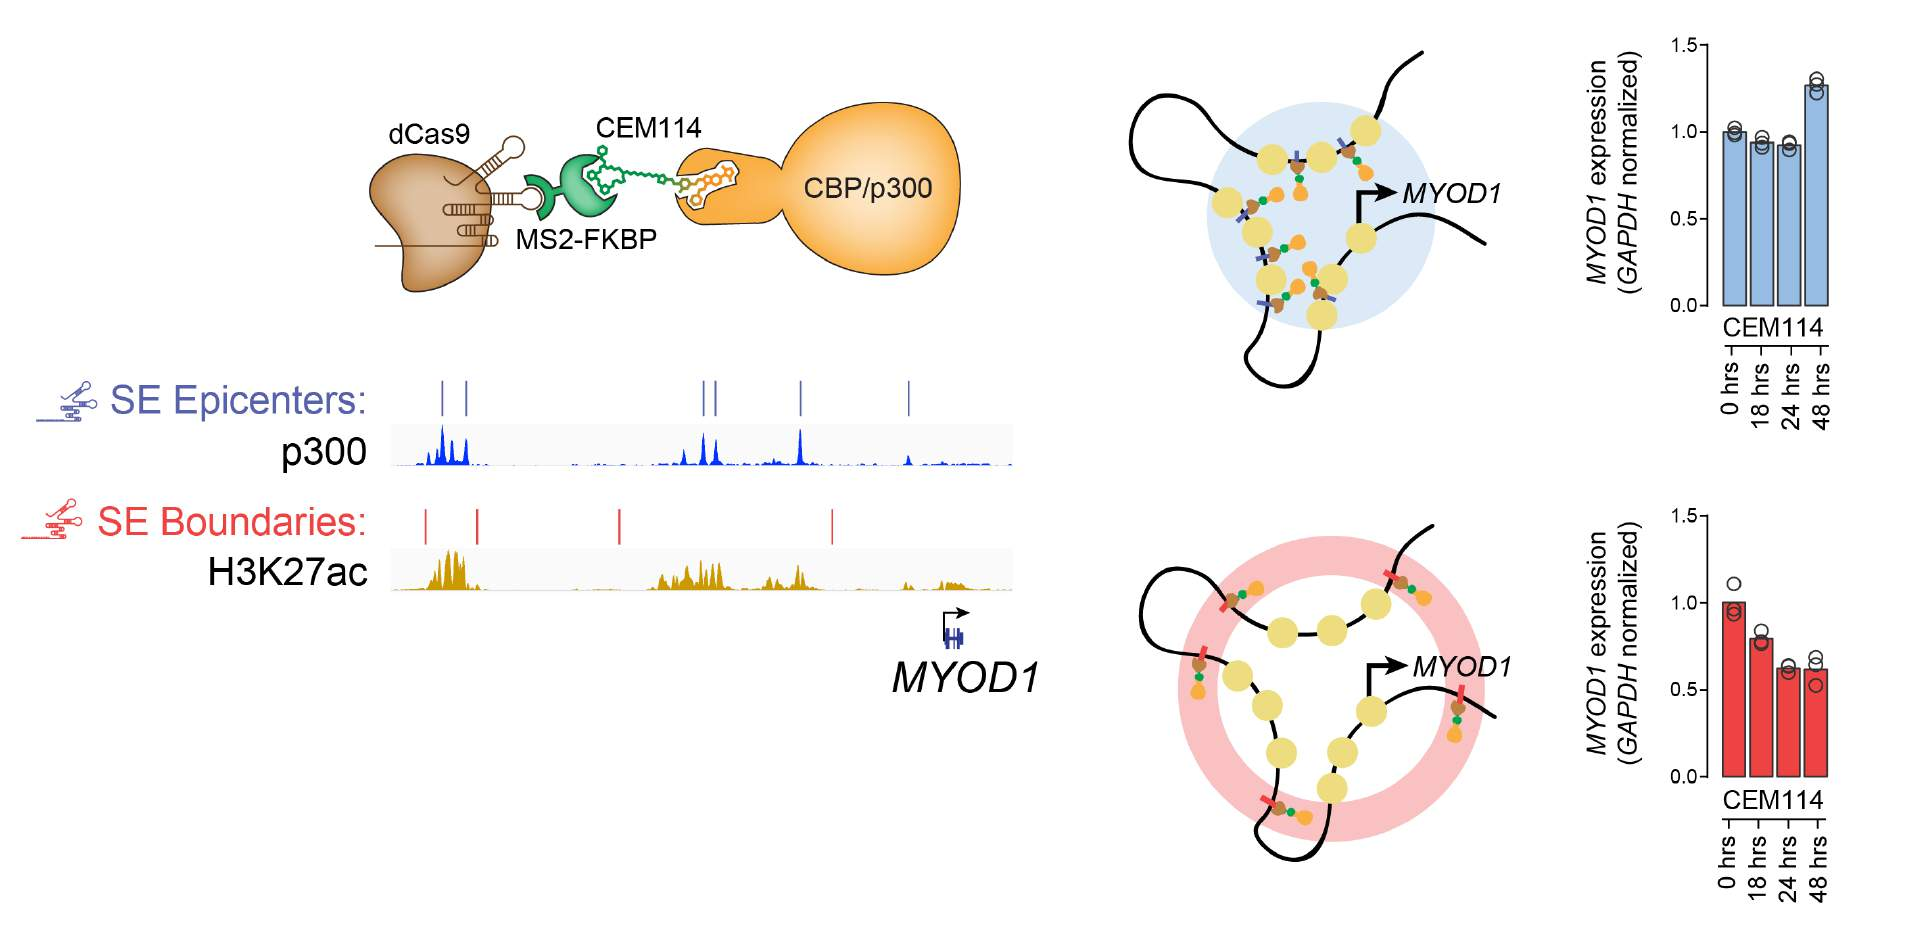 dCas9
CEM114
MS2-FKBP
CBP/p300
SE Epicenters:
p300
SE Boundaries:
H3K27ac
MYOD1
MYOD1
MYOD1 expression
(GAPDH normalized)
1.5
1.0
0.5
0.0
CEM114
0 hrs
18 hrs
24 hrs
48 hrs
MYOD1
MYOD1 expression
(GAPDH normalized)
1.5
1.0
0.5
0.0
CEM114
0 hrs
18 hrs
24 hrs
48 hrs